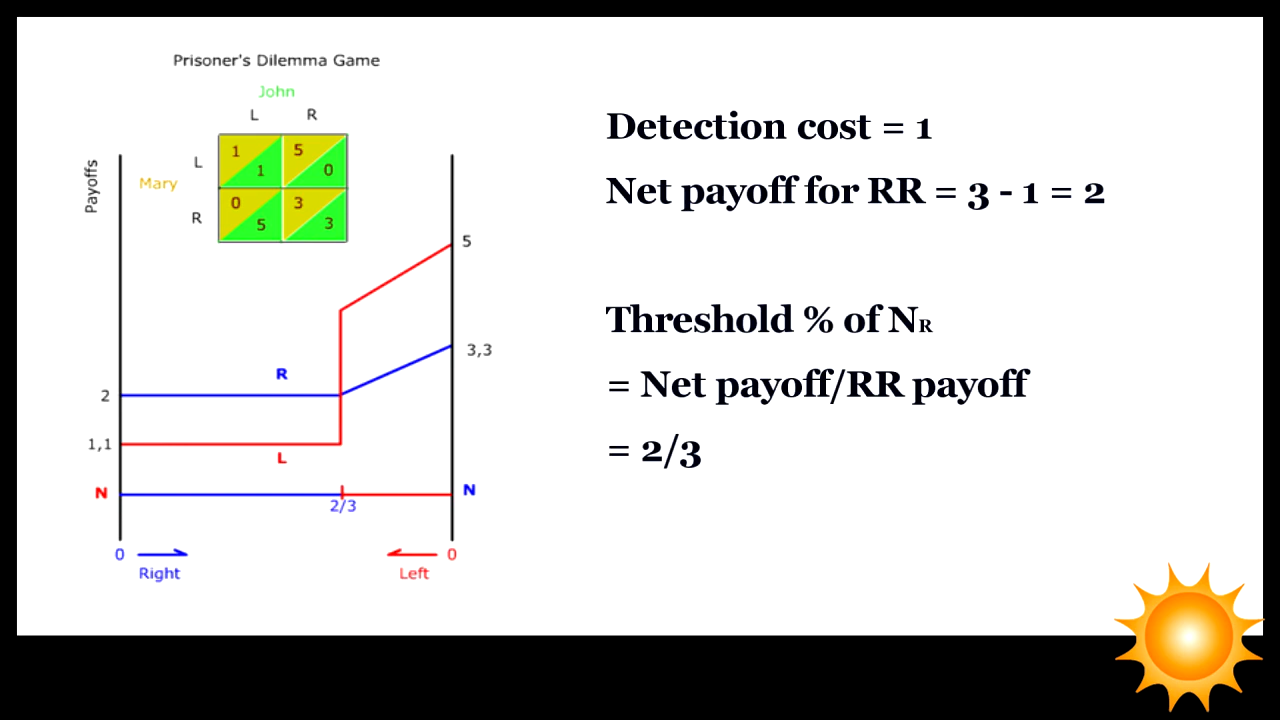 Prisoner's Dilemma Game
John
L R
Payoffs
Mary
L
1 1 5 0
R
0 5 3 3
5
3,3
R
2
1,1
L
N N
2/3
0 0
Right Left
Detection cost = 1
Net payoff for RR = 3 - 1 = 2
Threshold % of NR
= Net payoff/RR payoff
= 2/3